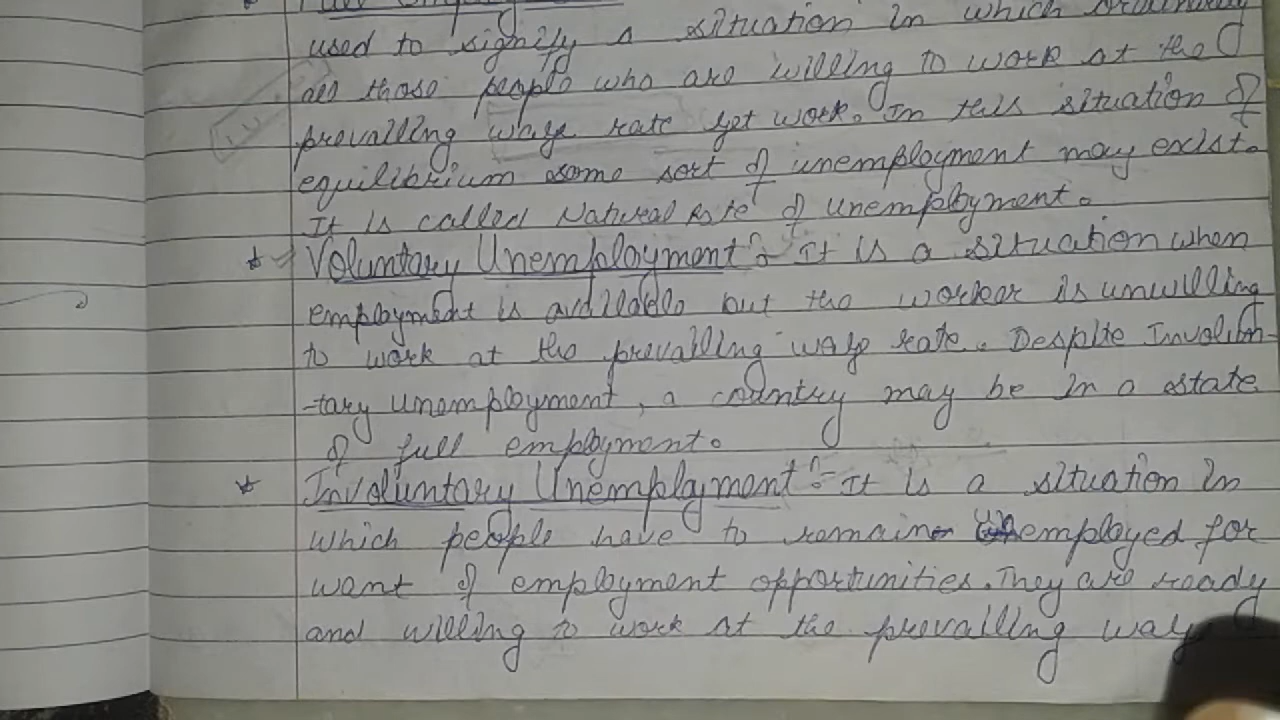 Full Employ
used to signify a situation in which ordinarily
all those people who are willing to work at the
prevailing wage rate get work. In this situation of
equilibrium some sort of unemployment may exist.
It is called Natural Rate of Unemployment.
* Voluntary Unemployment:- It is a situation when
employment is available but the worker is unwilling
to work at the prevailing wage rate. Despite Involun-
-tary unemployment, a country may be in a state
of full employment.
* Involuntary Unemployment:- It is a situation in
which people have to remain unemployed for
want of employment opportunities. They are ready
and willing to work at the prevailing wage